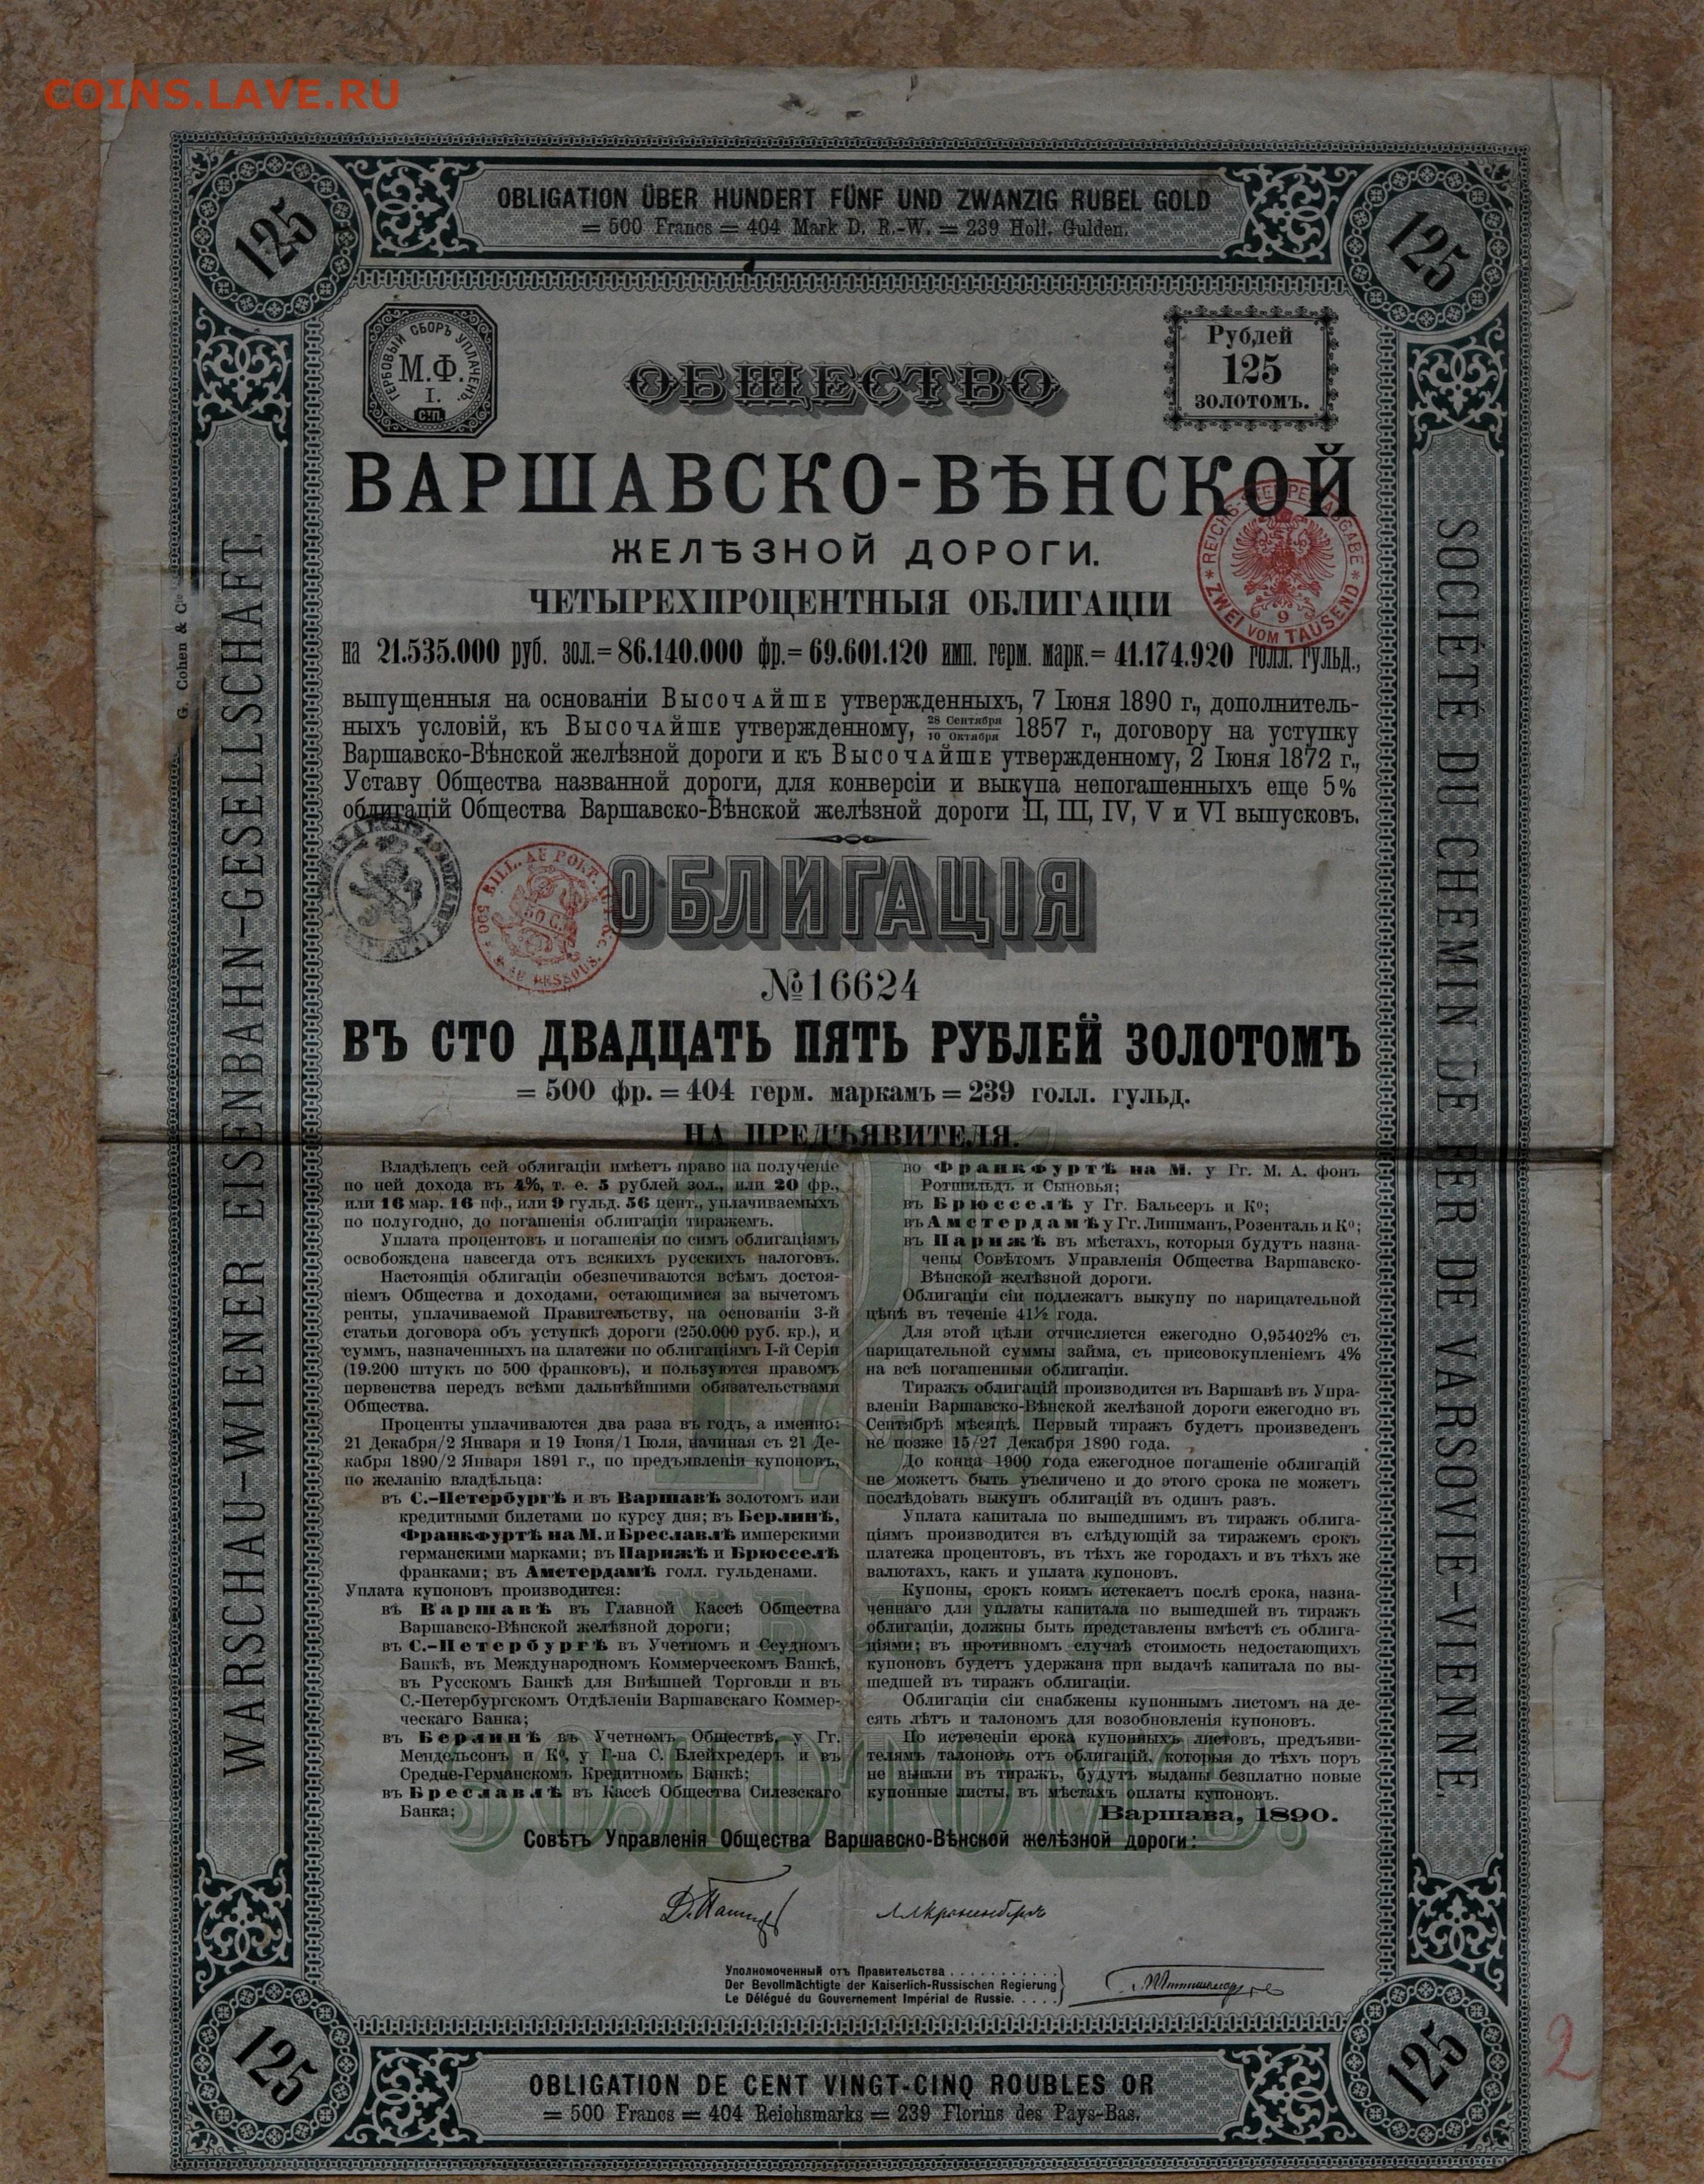 COINS.LAVE.RU
OBLIGATION ÜBER HUNDERT FÜNF UND ZWANZIG RUBEL GOLD
= 500 Francs = 404 Mark D. R.-W. = 239 Holl. Gulden.
125
125
ГЕРБОВЫЙ СБОРЪ УПЛАЧЕНЪ.
М.Ф.
I.
С.П.
Рублей
125
золотомъ.
ОБЩЕСТВО
ВАРШАВСКО-ВѢНСКОЙ
ЖЕЛѢЗНОЙ ДОРОГИ.
REICHS-STEMPELABGABE
ZWEI VOM TAUSEND
9
ЧЕТЫРЕХПРОЦЕНТНЫЯ ОБЛИГАЦІИ
на 21.535.000 руб. зол.= 86.140.000 фр.= 69.601.120 имп. герм. марк.= 41.174.920 голл. гульд.,
выпущенныя на основаніи Высочайше утвержденныхъ, 7 Іюня 1890 г., дополнитель-
ныхъ условій, къ Высочайше утвержденному, 28 Сентября/10 Октября 1857 г., договору на уступку
Варшавско-Вѣнской желѣзной дороги и къ Высочайше утвержденному, 2 Іюня 1872 г.,
Уставу Общества названной дороги, для конверсіи и выкупа непогашенныхъ еще 5%
облигацій Общества Варшавско-Вѣнской желѣзной дороги II, III, IV, V и VI выпусковъ.
ОБЛИГАЦІЯ
№16624
ВЪ СТО ДВАДЦАТЬ ПЯТЬ РУБЛЕЙ ЗОЛОТОМЪ
= 500 фр. = 404 герм. маркамъ = 239 голл. гульд.
НА ПРЕДЪЯВИТЕЛЯ.
Владѣлецъ сей облигаціи имѣетъ право на полученіе
по ней дохода въ 4%, т. е. 5 рублей зол., или 20 фр.,
или 16 мар. 16 пф., или 9 гульд. 56 цент., уплачиваемыхъ
по полугодно, до погашенія облигаціи тиражемъ.
Уплата процентовъ и погашенія по симъ облигаціямъ
освобождена навсегда отъ всякихъ русскихъ налоговъ.
Настоящія облигаціи обезпечиваются всѣмъ достоя-
ніемъ Общества и доходами, остающимися за вычетомъ
ренты, уплачиваемой Правительству, на основаніи 3-й
статьи договора объ уступкѣ дороги (250.000 руб. кр.), и
суммъ, назначенныхъ на платежи по облигаціямъ I-й Серіи
(19.200 штукъ по 500 франковъ), и пользуются правомъ
первенства передъ всѣми дальнѣйшими обязательствами
Общества.
Проценты уплачиваются два раза въ годъ, а именно:
21 Декабря/2 Января и 19 Іюня/1 Іюля, начиная съ 21 Де-
кабря 1890/2 Января 1891 г., по предъявленіи купоновъ,
по желанію владѣльца:
въ С.-Петербургѣ и въ Варшавѣ золотомъ или
кредитными билетами по курсу дня; въ Берлинѣ,
Франкфуртѣ на М. и Бреславлѣ имперскими
германскими марками; въ Парижѣ и Брюсселѣ
франками; въ Амстердамѣ голл. гульденами.
Уплата купоновъ производится:
въ Варшавѣ въ Главной Кассѣ Общества
Варшавско-Вѣнской желѣзной дороги;
въ С.-Петербургѣ въ Учетномъ и Ссудномъ
Банкѣ, въ Международномъ Коммерческомъ Банкѣ,
въ Русскомъ Банкѣ для Внѣшней Торговли и въ
С.-Петербургскомъ Отдѣленіи Варшавскаго Коммер-
ческаго Банка;
въ Берлинѣ въ Учетномъ Обществѣ, у Гг.
Мендельсонъ и К⁰, у Г-на С. Блейхредеръ и въ
Средне-Германскомъ Кредитномъ Банкѣ;
въ Бреславлѣ въ Кассѣ Общества Силезскаго
Банка;
во Франкфуртѣ на М. у Гг. М. А. фонъ
Ротшильдъ и Сыновья;
въ Брюсселѣ у Гг. Бальсеръ и К⁰;
въ Амстердамѣ у Гг. Липпманъ, Розенталь и К⁰;
въ Парижѣ въ мѣстахъ, которыя будутъ назна-
чены Совѣтомъ Управленія Общества Варшавско-
Вѣнской желѣзной дороги.
Облигаціи сіи подлежатъ выкупу по нарицательной
цѣнѣ въ теченіе 41½ года.
Для этой цѣли отчисляется ежегодно 0,95402% съ
нарицательной суммы займа, съ присовокупленіемъ 4%
на всѣ погашенныя облигаціи.
Тиражъ облигацій производится въ Варшавѣ въ Упра-
вленіи Варшавско-Вѣнской желѣзной дороги ежегодно въ
Сентябрѣ мѣсяцѣ. Первый тиражъ будетъ произведенъ
не позже 15/27 Декабря 1890 года.
До конца 1900 года ежегодное погашеніе облигацій
не можетъ быть увеличено и до этого срока не можетъ
послѣдовать выкупъ облигацій въ одинъ разъ.
Уплата капитала по вышедшимъ въ тиражъ облига-
ціямъ производится въ слѣдующій за тиражемъ срокъ
платежа процентовъ, въ тѣхъ же городахъ и въ тѣхъ же
валютахъ, какъ и уплата купоновъ.
Купоны, срокъ коимъ истекаетъ послѣ срока, назна-
ченнаго для уплаты капитала по вышедшей въ тиражъ
облигаціи, должны быть представлены вмѣстѣ съ облига-
ціями; въ противномъ случаѣ стоимость недостающихъ
купоновъ будетъ удержана при выдачѣ капитала по вы-
шедшей въ тиражъ облигаціи.
Облигаціи сіи снабжены купоннымъ листомъ на де-
сять лѣтъ и талономъ для возобновленія купоновъ.
По истеченіи срока купонныхъ листовъ, предъяви-
телямъ талоновъ отъ облигацій, которыя до тѣхъ поръ
не вышли въ тиражъ, будутъ выданы безплатно новые
купонные листы, въ мѣстахъ оплаты купоновъ.
Варшава, 1890.
Совѣтъ Управленія Общества Варшавско-Вѣнской желѣзной дороги:
Уполномоченный отъ Правительства . . . . . . . . . . .
Der Bevollmächtigte der Kaiserlich-Russischen Regierung
Le Délégué du Gouvernement Impérial de Russie. . . . .
125
125
OBLIGATION DE CENT VINGT-CINQ ROUBLES OR
= 500 Francs = 404 Reichsmarks = 239 Florins des Pays-Bas.
WARSCHAU-WIENER EISENBAHN-GESELLSCHAFT.
SOCIÉTÉ DU CHEMIN DE FER DE VARSOVIE-VIENNE.
G. Cohen & Cie
2